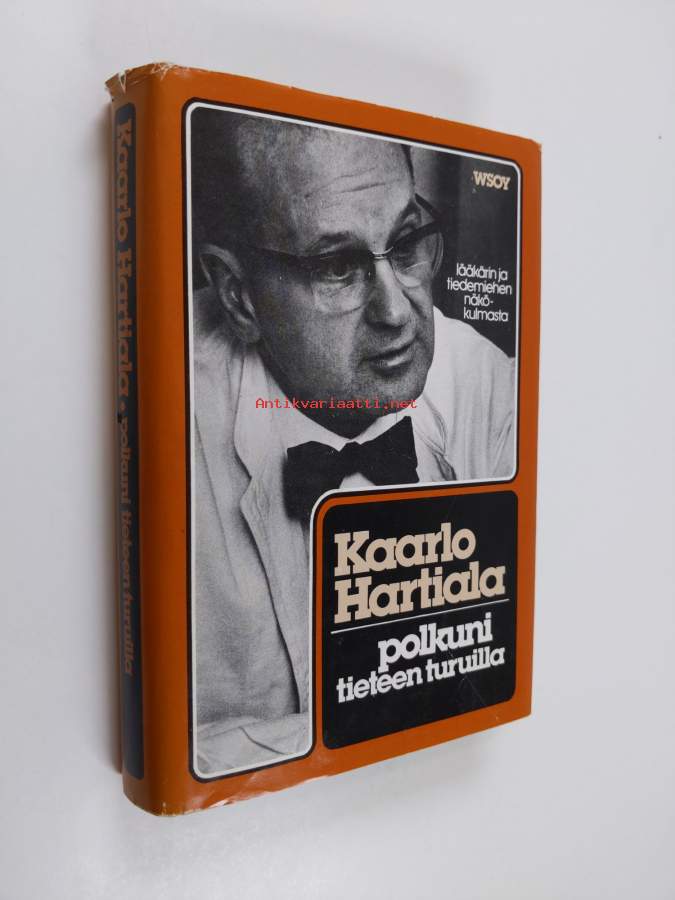 WSOY
lääkärin ja
tiedemiehen
näkö-
kulmasta
Antikvariaatti.net
Kaarlo
Hartiala
polkuni
tieteen turuilla
Kaarlo Hartiala • polkuni tieteen turuilla